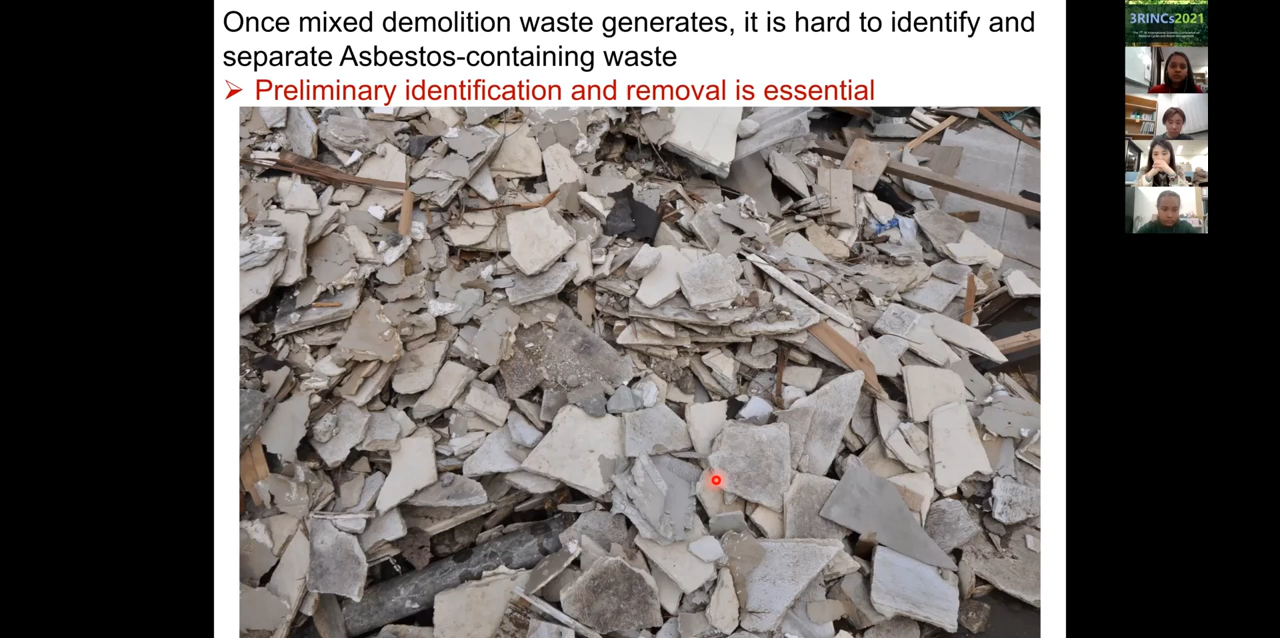 Once mixed demolition waste generates, it is hard to identify and
separate Asbestos-containing waste
➢ Preliminary identification and removal is essential
3RINCs2021